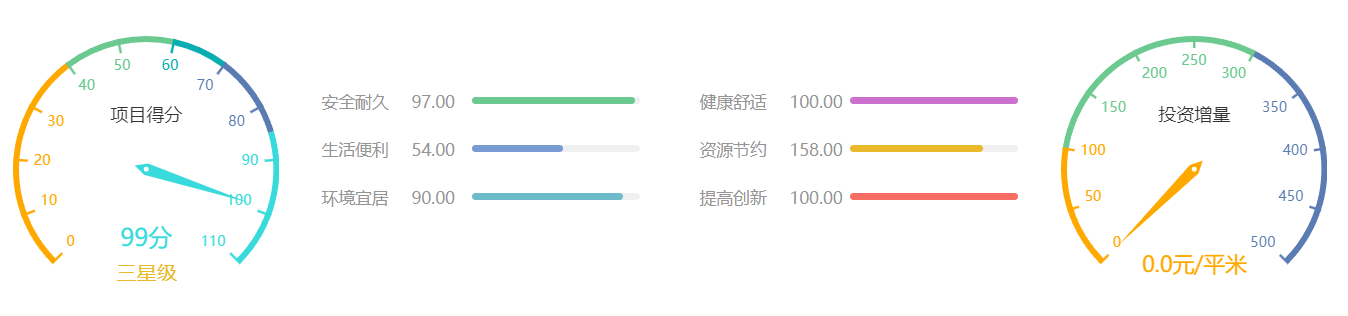 项目得分
0
10
20
30
40
50
60
70
80
90
100
110
99分
三星级
安全耐久 97.00
生活便利 54.00
环境宜居 90.00
健康舒适 100.00
资源节约 158.00
提高创新 100.00
投资增量
0
50
100
150
200
250
300
350
400
450
500
0.0元/平米